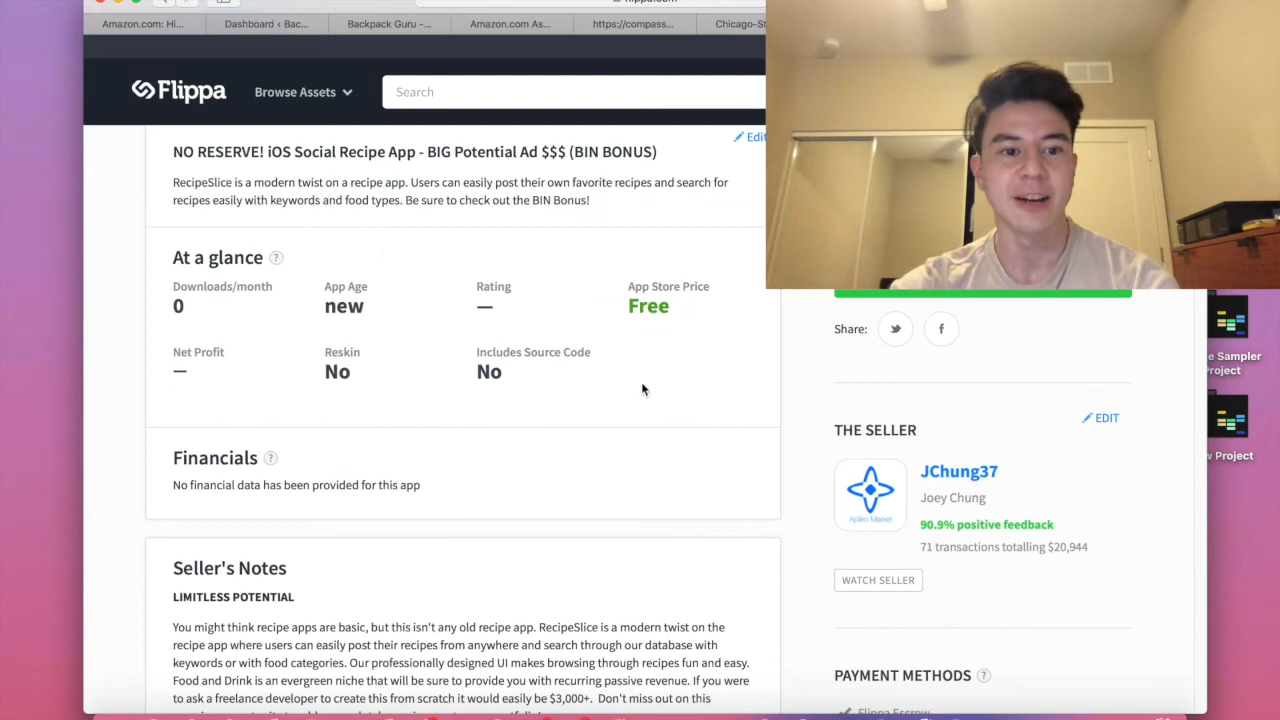 flippa.com
Amazon.com: Hi...
Dashboard ‹ Bac...
Backpack Guru -...
Amazon.com As...
https://compass...
Chicago-St
Flippa
Browse Assets
Search
Edit
NO RESERVE! iOS Social Recipe App - BIG Potential Ad $$$ (BIN BONUS)
RecipeSlice is a modern twist on a recipe app. Users can easily post their own favorite recipes and search for
recipes easily with keywords and food types. Be sure to check out the BIN Bonus!
At a glance ?
Downloads/month
0
App Age
new
Rating
—
App Store Price
Free
Net Profit
—
Reskin
No
Includes Source Code
No
Financials ?
No financial data has been provided for this app
Seller's Notes
LIMITLESS POTENTIAL
You might think recipe apps are basic, but this isn't any old recipe app. RecipeSlice is a modern twist on the
recipe app where users can easily post their recipes from anywhere and search through our database with
keywords or with food categories. Our professionally designed UI makes browsing through recipes fun and easy.
Food and Drink is an evergreen niche that will be sure to provide you with recurring passive revenue. If you were
to ask a freelance developer to create this from scratch it would easily be $3,000+. Don't miss out on this
Share:
THE SELLER
EDIT
Apliko Market
JChung37
Joey Chung
90.9% positive feedback
71 transactions totalling $20,944
WATCH SELLER
PAYMENT METHODS ?
Flippa Escrow
e Sampler
Project
w Project